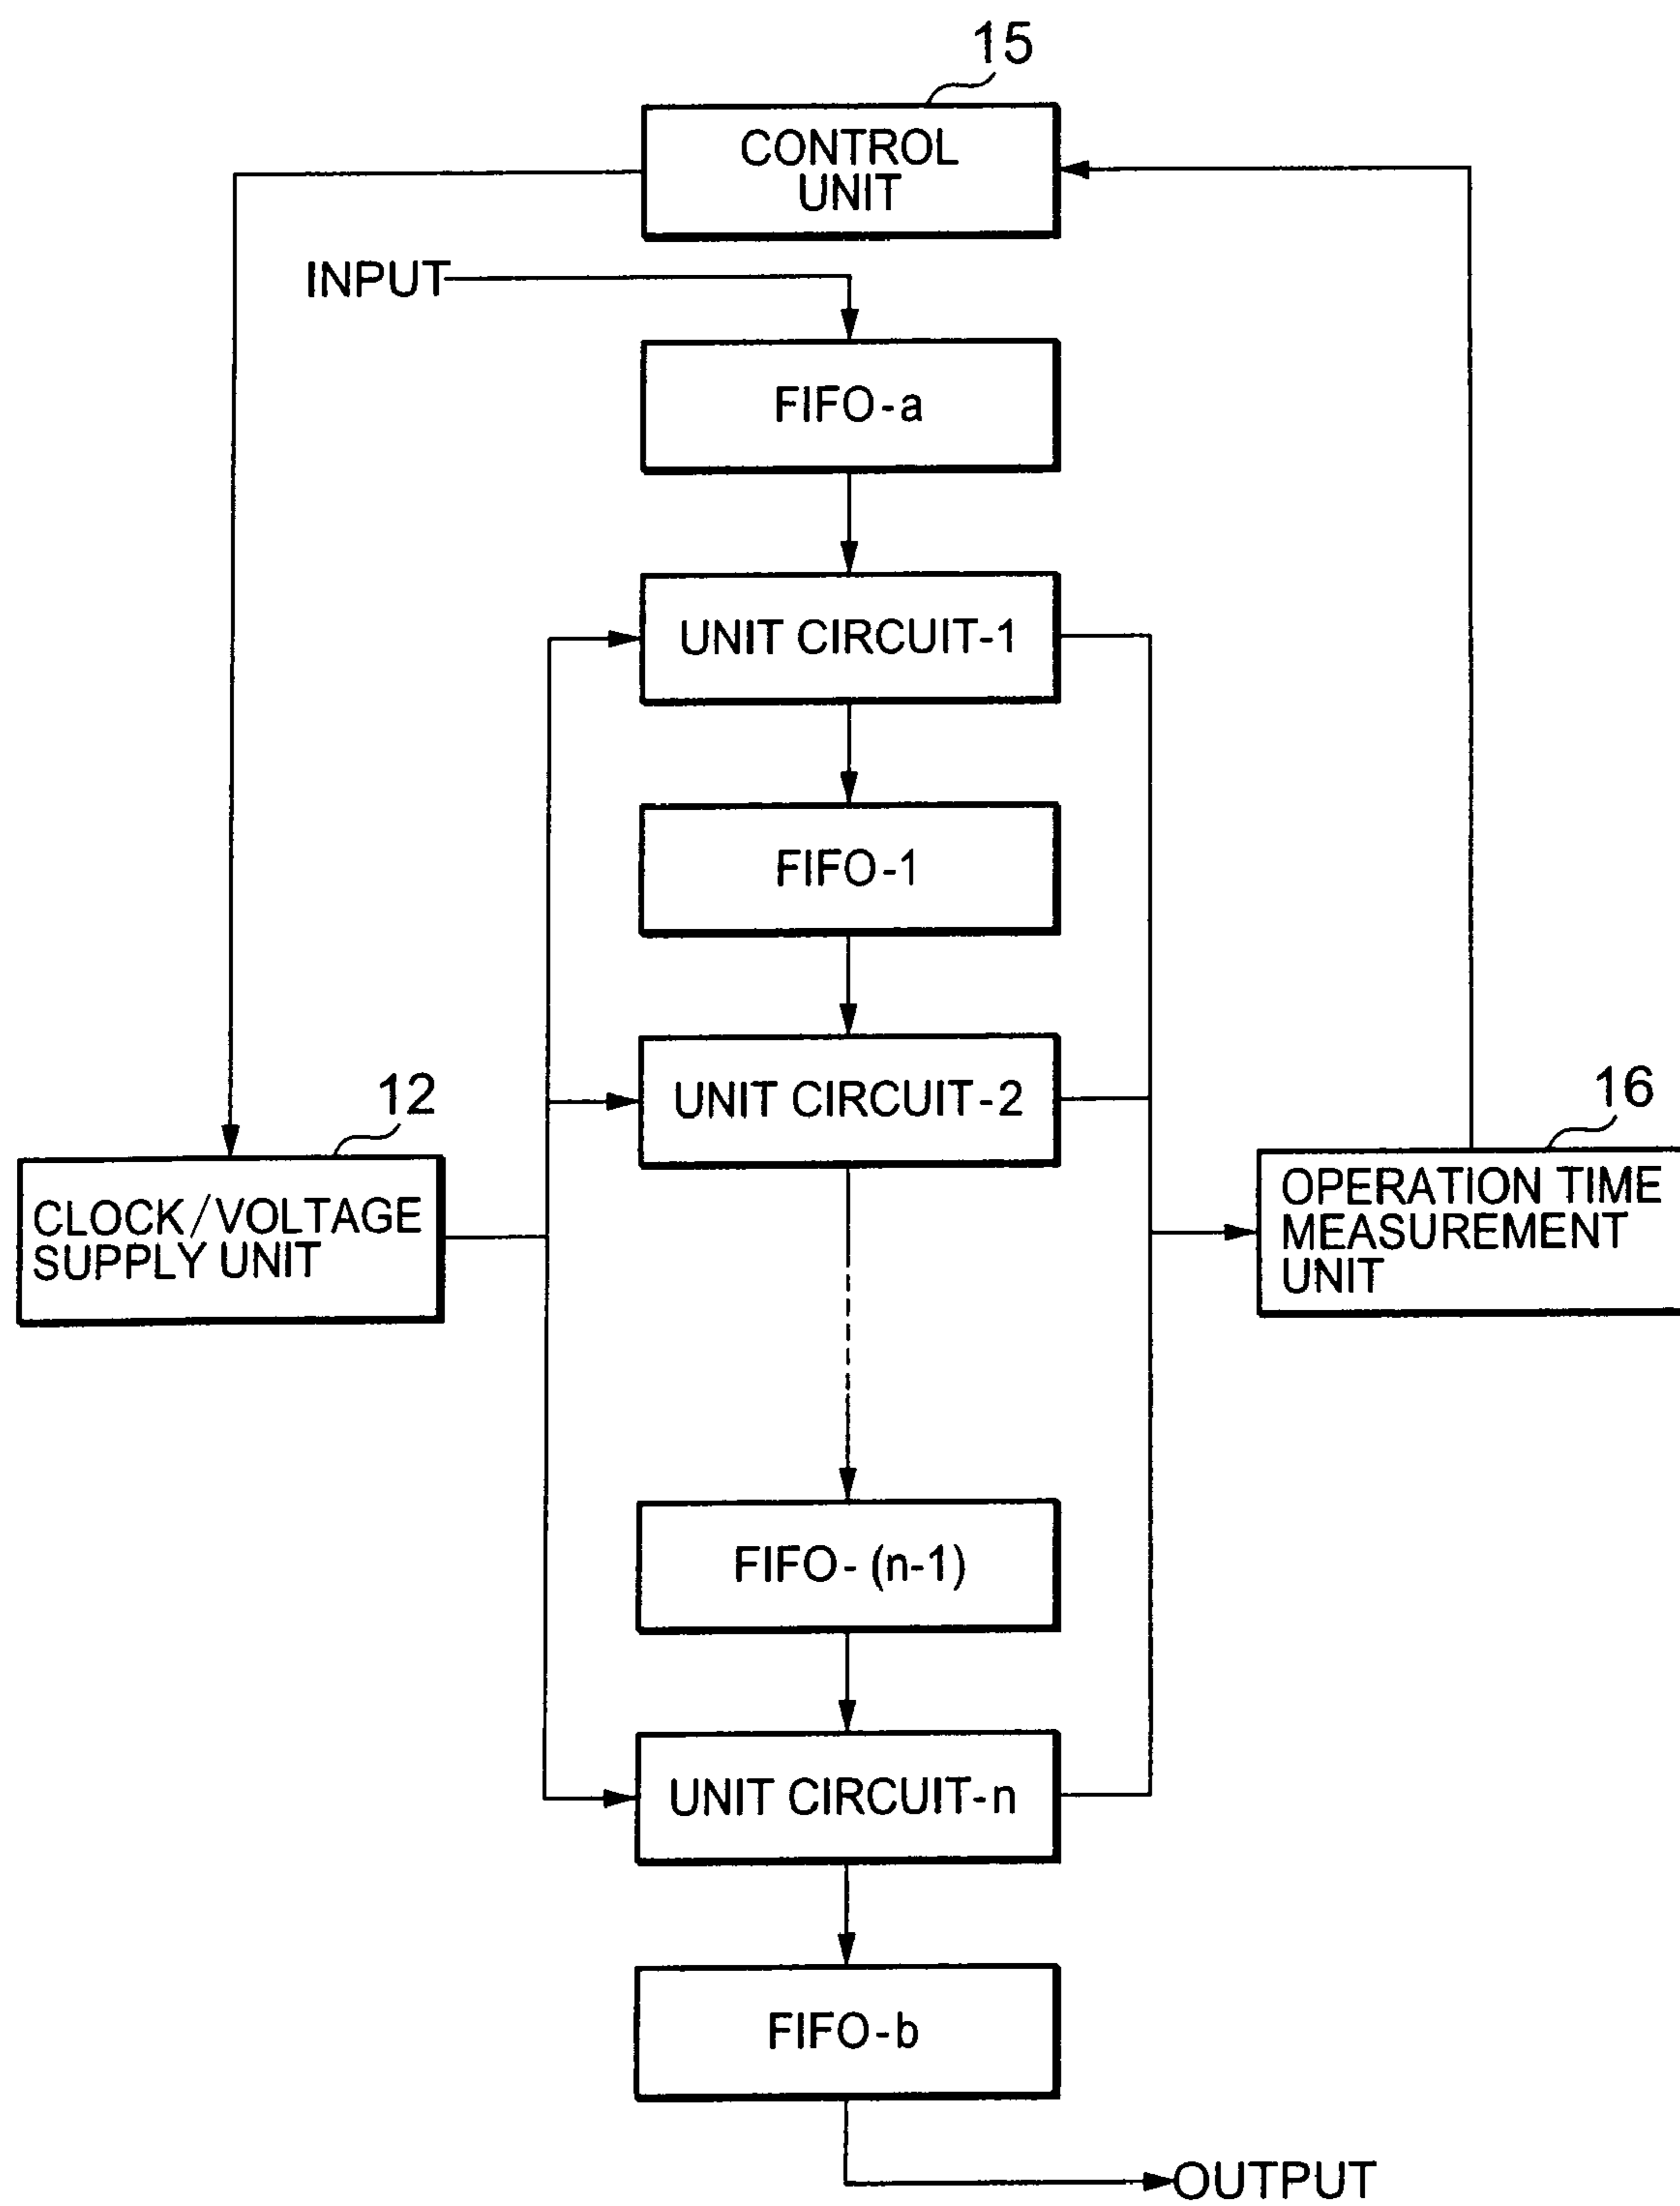 15
CONTROL
UNIT
INPUT
FIFO-a
UNIT CIRCUIT-1
FIFO-1
UNIT CIRCUIT-2
12
CLOCK/VOLTAGE
SUPPLY UNIT
16
OPERATION TIME
MEASUREMENT
UNIT
FIFO- (n-1)
UNIT CIRCUIT-n
FIFO-b
OUTPUT